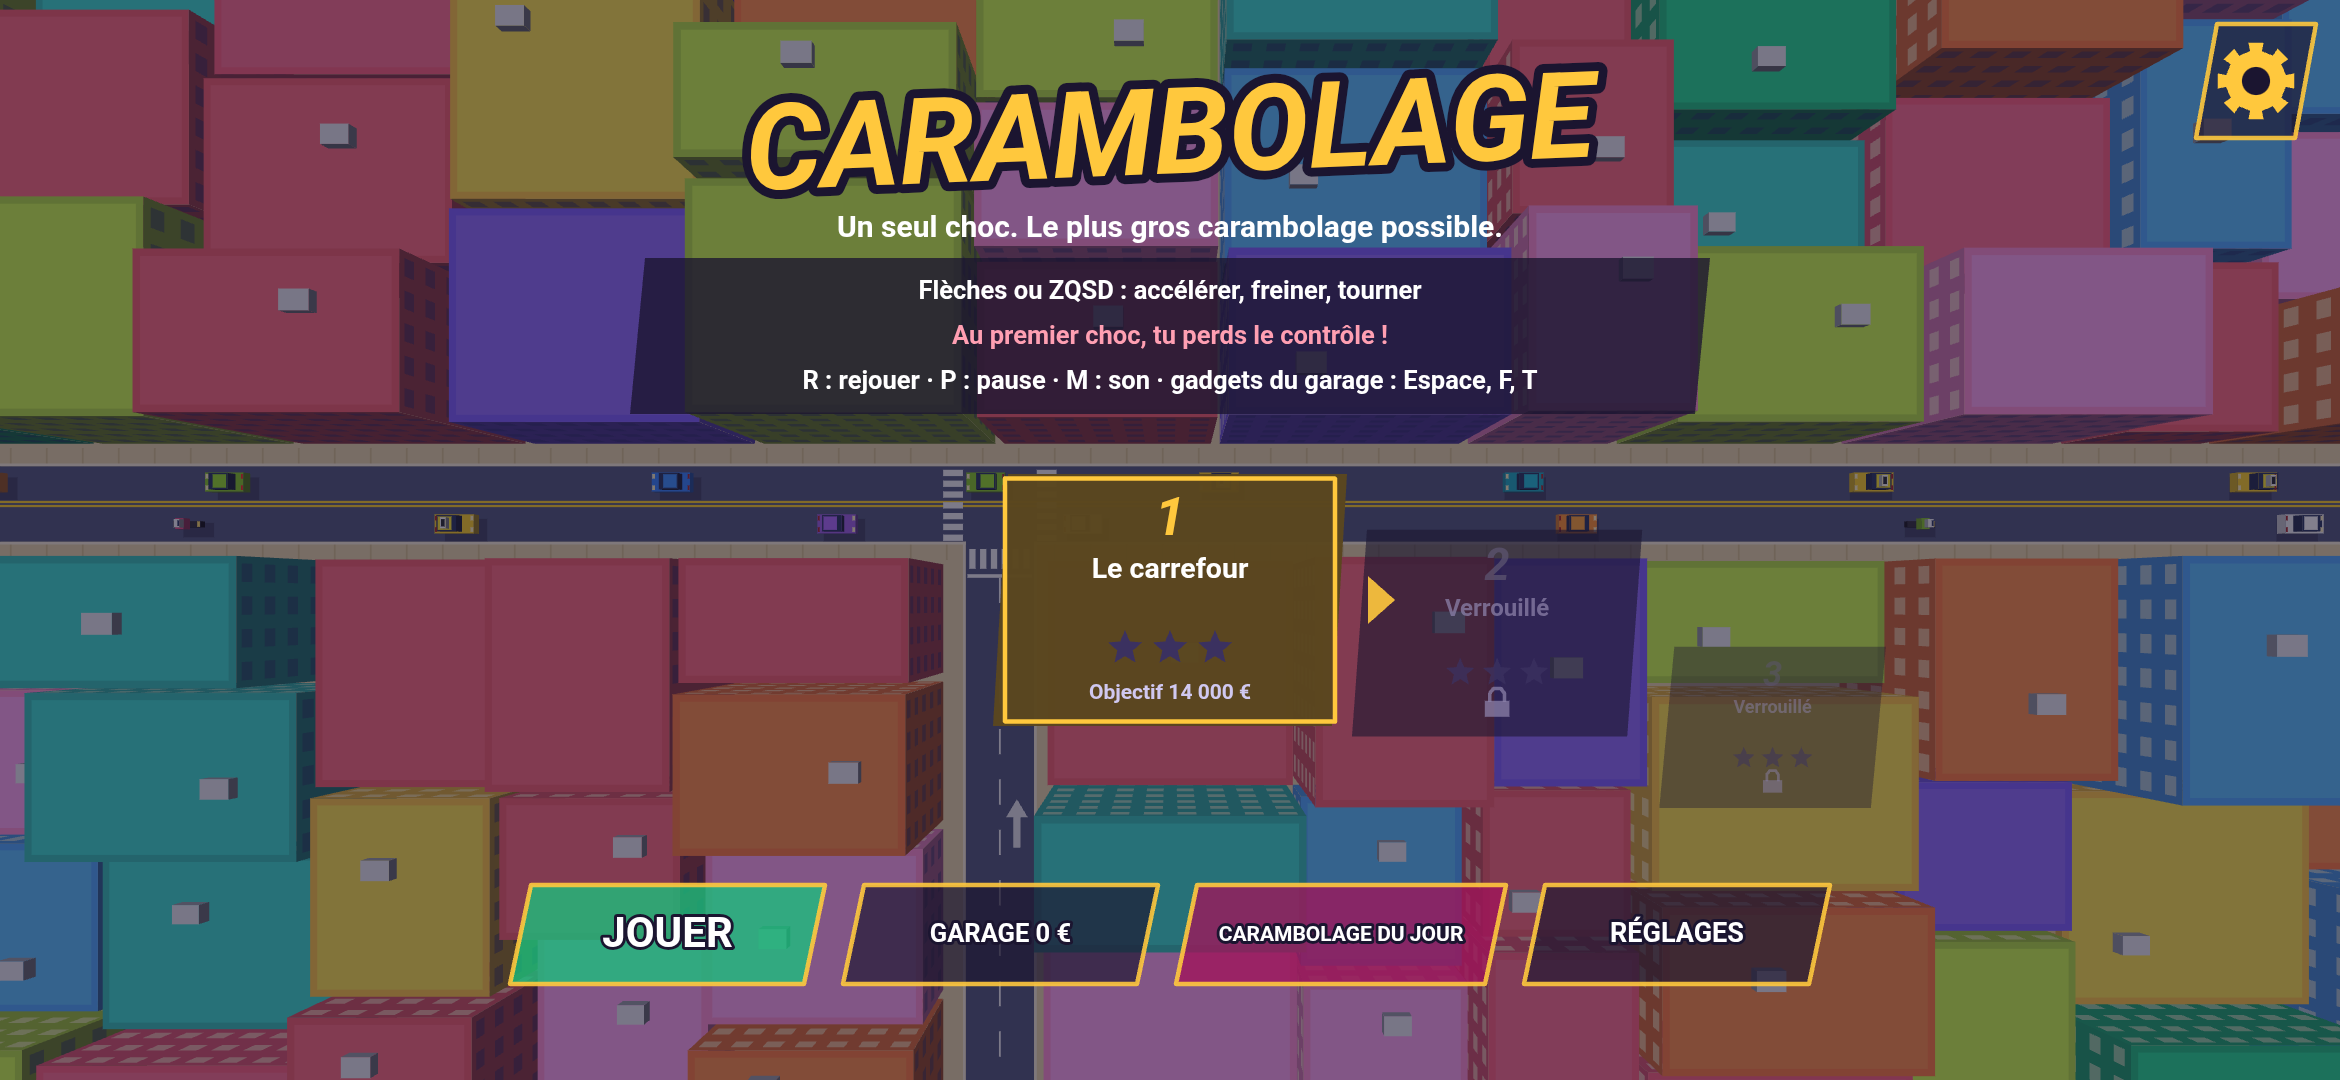 CARAMBOLAGE
Un seul choc. Le plus gros carambolage possible.
Flèches ou ZQSD : accélérer, freiner, tourner
Au premier choc, tu perds le contrôle !
R : rejouer · P : pause · M : son · gadgets du garage : Espace, F, T
1
Le carrefour
Objectif 14 000 €
2
Verrouillé
3
Verrouillé
JOUER
GARAGE 0 €
CARAMBOLAGE DU JOUR
RÉGLAGES